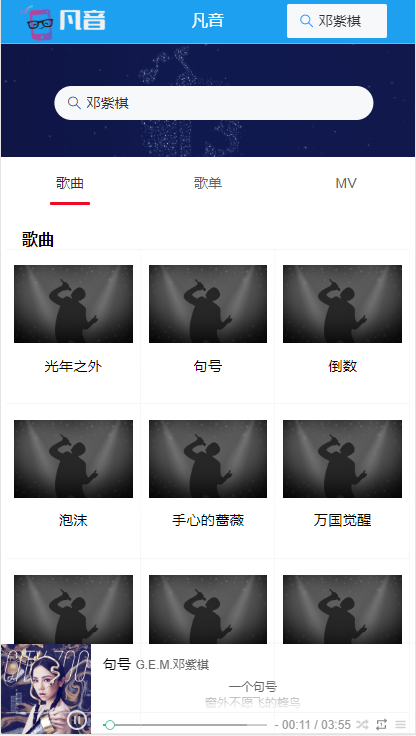 凡音 凡音 邓紫棋
邓紫棋
歌曲 歌单 MV
歌曲
光年之外 句号 倒数
泡沫 手心的蔷薇 万国觉醒
句号 G.E.M.邓紫棋
一个句号
窗外不愿飞的蜂鸟
- 00:11 / 03:55